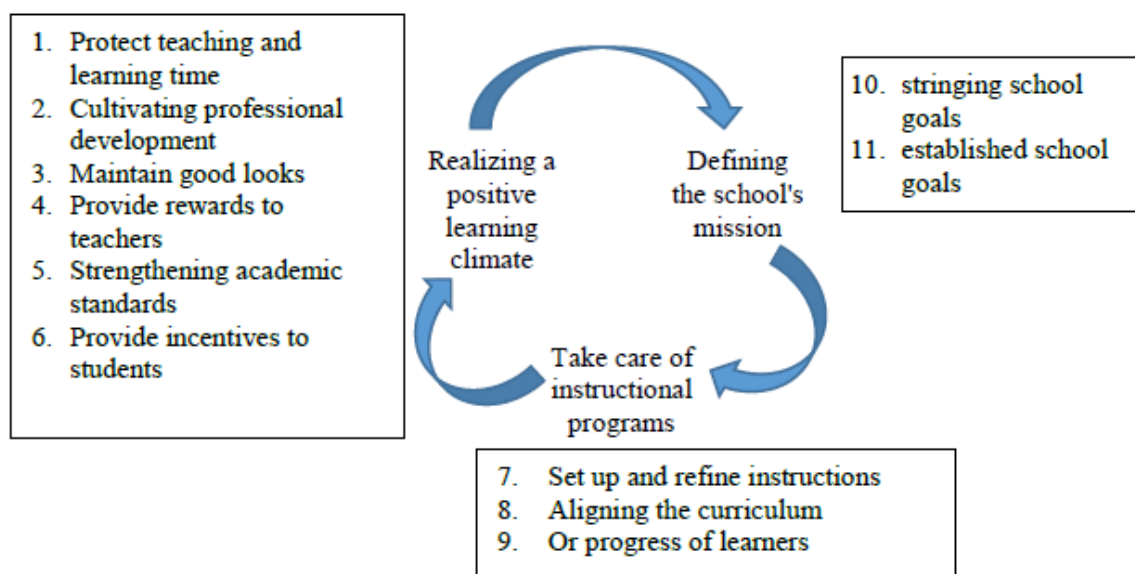 1. Protect teaching and
learning time
2. Cultivating professional
development
3. Maintain good looks
4. Provide rewards to
teachers
5. Strengthening academic
standards
6. Provide incentives to
students
Realizing a
positive
learning
climate
Defining
the school's
mission
10. stringing school
goals
11. established school
goals
Take care of
instructional
programs
7. Set up and refine instructions
8. Aligning the curriculum
9. Or progress of learners